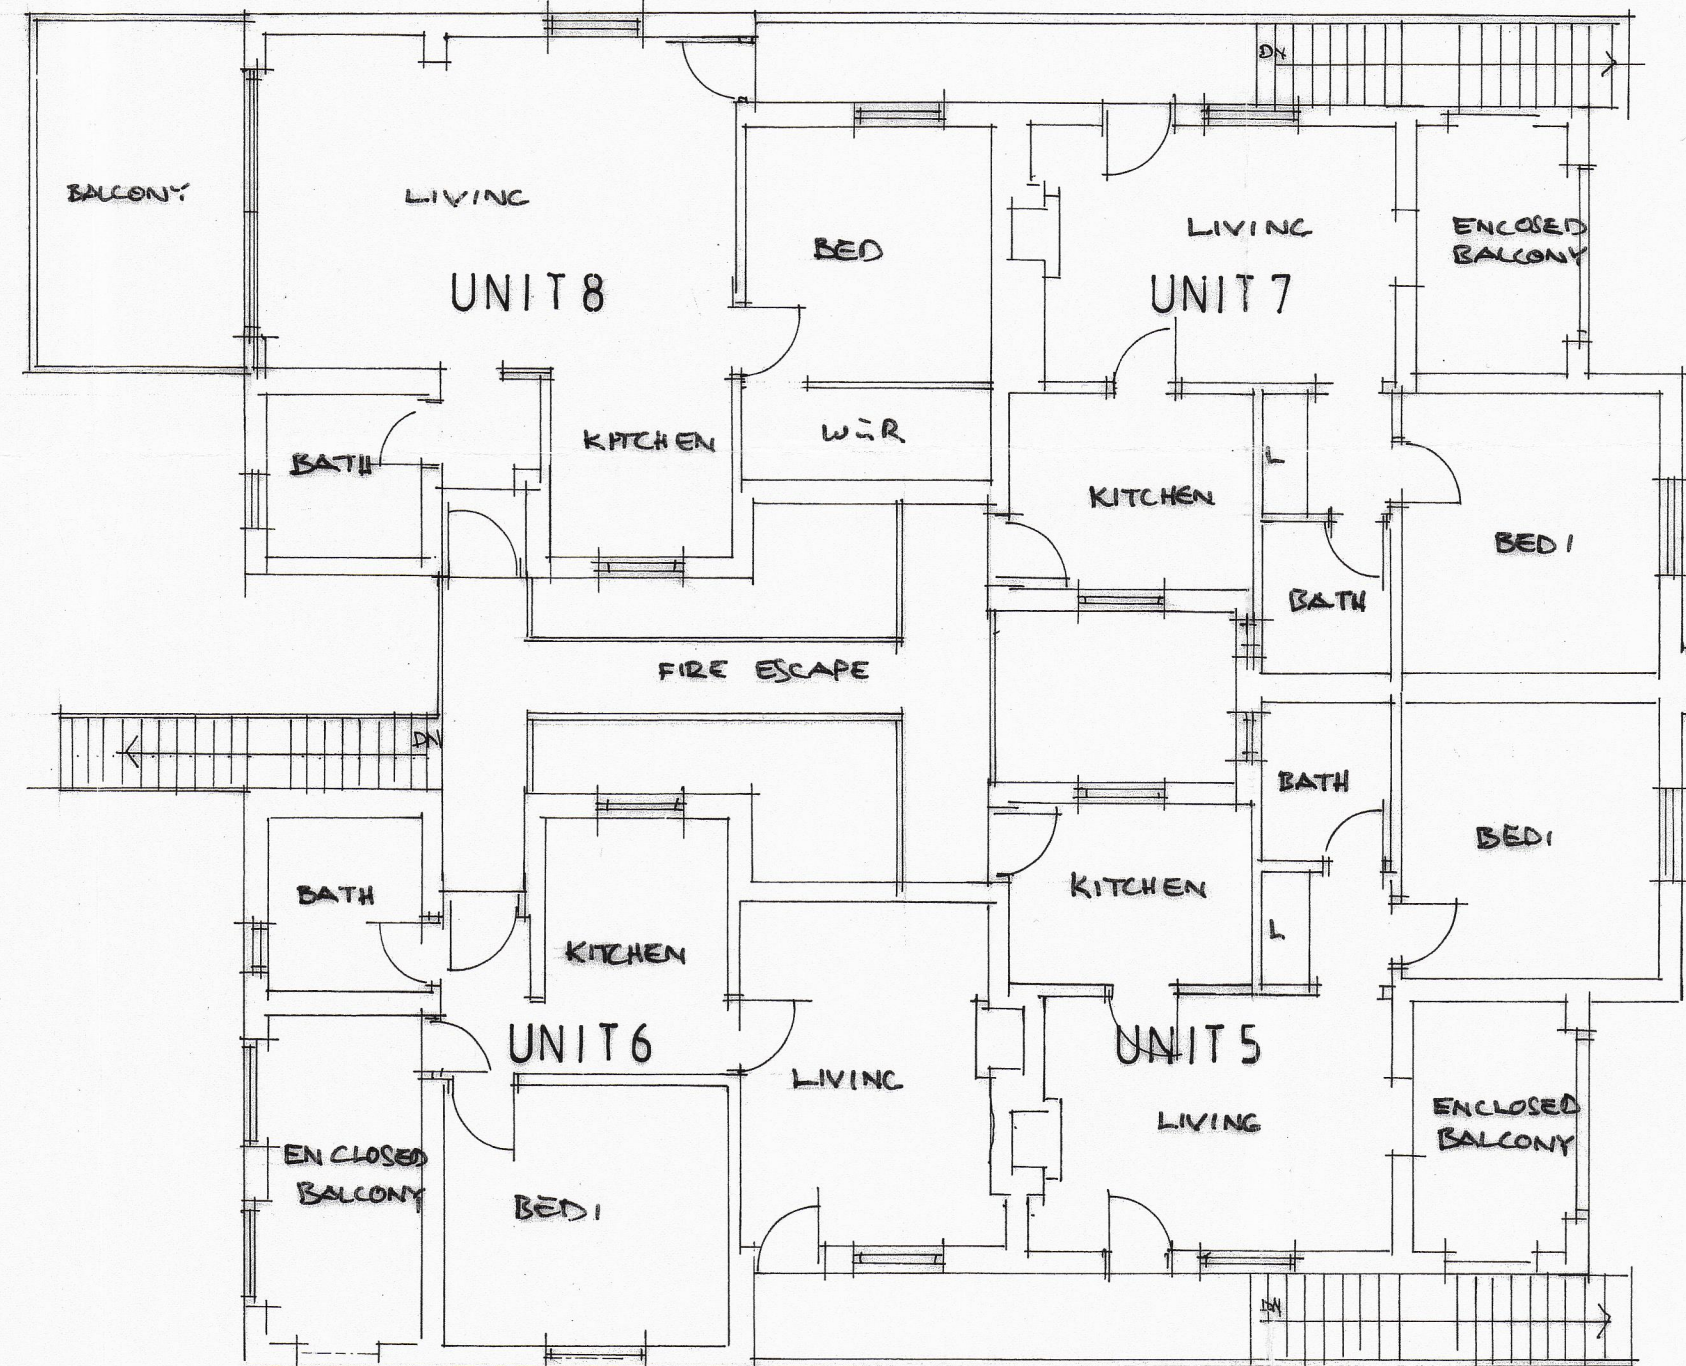 DN
BALCONY
LIVING
UNIT 8
BED
LIVING
UNIT 7
ENCOSED
BALCONY
BATH
KITCHEN
KITCHEN
L
BED 1
BATH
FIRE ESCAPE
DN
BATH
BED 1
BATH
KITCHEN
KITCHEN
L
UNIT 6
LIVING
UNIT 5
LIVING
ENCLOSED
BALCONY
ENCLOSED
BALCONY
BED 1
DN